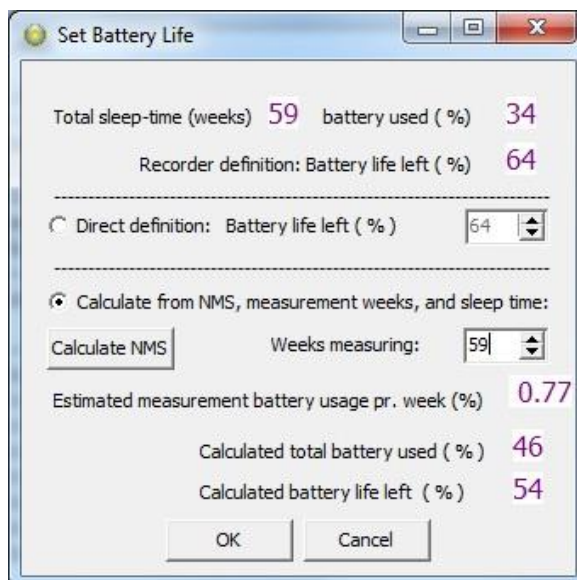 Set Battery Life
Total sleep-time (weeks) 59 battery used ( %) 34
Recorder definition: Battery life left ( %) 64
Direct definition: Battery life left ( % ) 64
Calculate from NMS, measurement weeks, and sleep time:
Calculate NMS Weeks measuring: 59
Estimated measurement battery usage pr. week (%) 0.77
Calculated total battery used ( % ) 46
Calculated battery life left ( % ) 54
OK Cancel